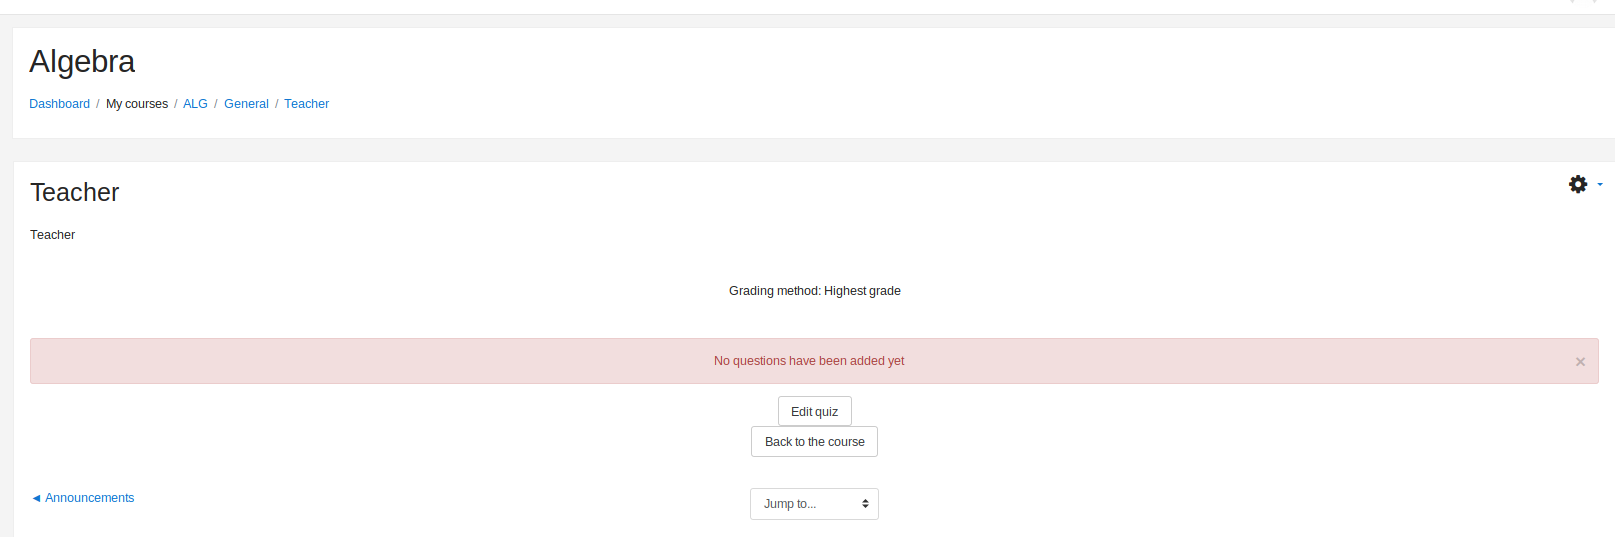 Algebra
Dashboard / My courses / ALG / General / Teacher
Teacher
Teacher
Grading method: Highest grade
No questions have been added yet ×
Edit quiz
Back to the course
◄ Announcements
Jump to...